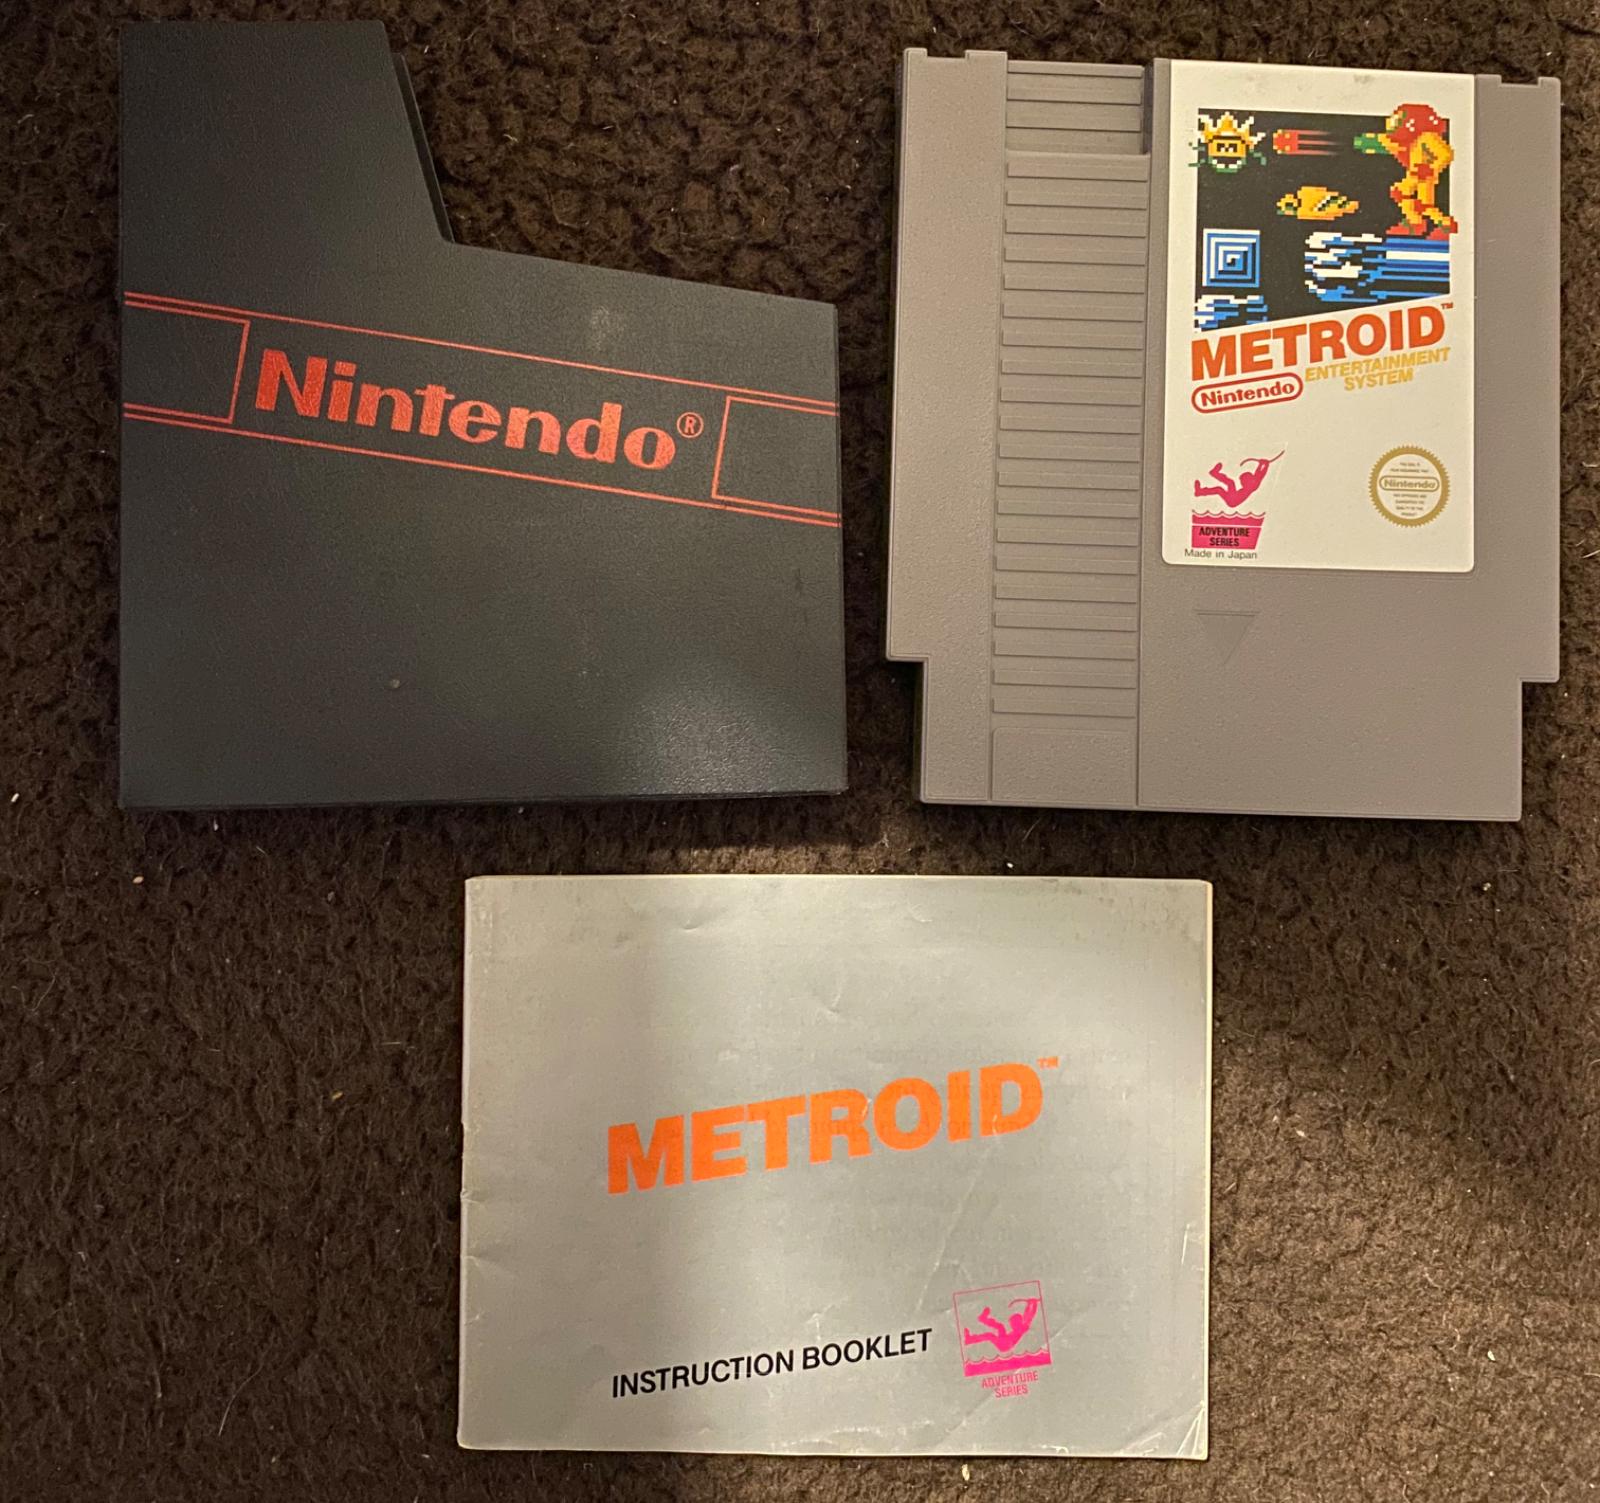 Nintendo®
METROID™
Nintendo
ENTERTAINMENT
SYSTEM
ADVENTURE
SERIES
Made in Japan
Nintendo
METROID™
INSTRUCTION BOOKLET
ADVENTURE
SERIES